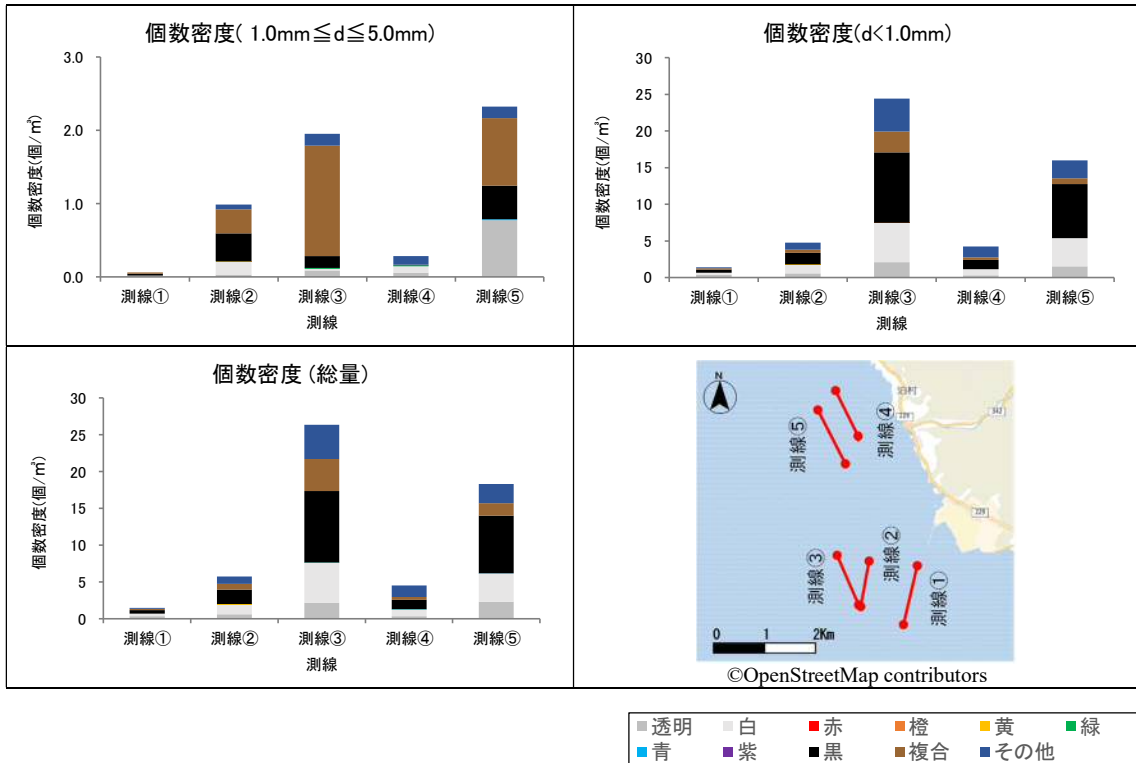 個数密度( 1.0mm≦d≦5.0mm)
3.0
2.0
1.0
0.0
個数密度(個/㎥)
測線①
測線②
測線③
測線④
測線⑤
測線
個数密度(d<1.0mm)
30
25
20
15
10
5
0
個数密度(個/㎥)
測線①
測線②
測線③
測線④
測線⑤
測線
個数密度 (総量)
30
25
20
15
10
5
0
個数密度(個/㎥)
測線①
測線②
測線③
測線④
測線⑤
測線
N
泊村
229
342
測線⑤
測線④
229
測線③
測線②
測線①
0 1 2Km
©OpenStreetMap contributors
透明 白 赤 橙 黄 緑
青 紫 黒 複合 その他